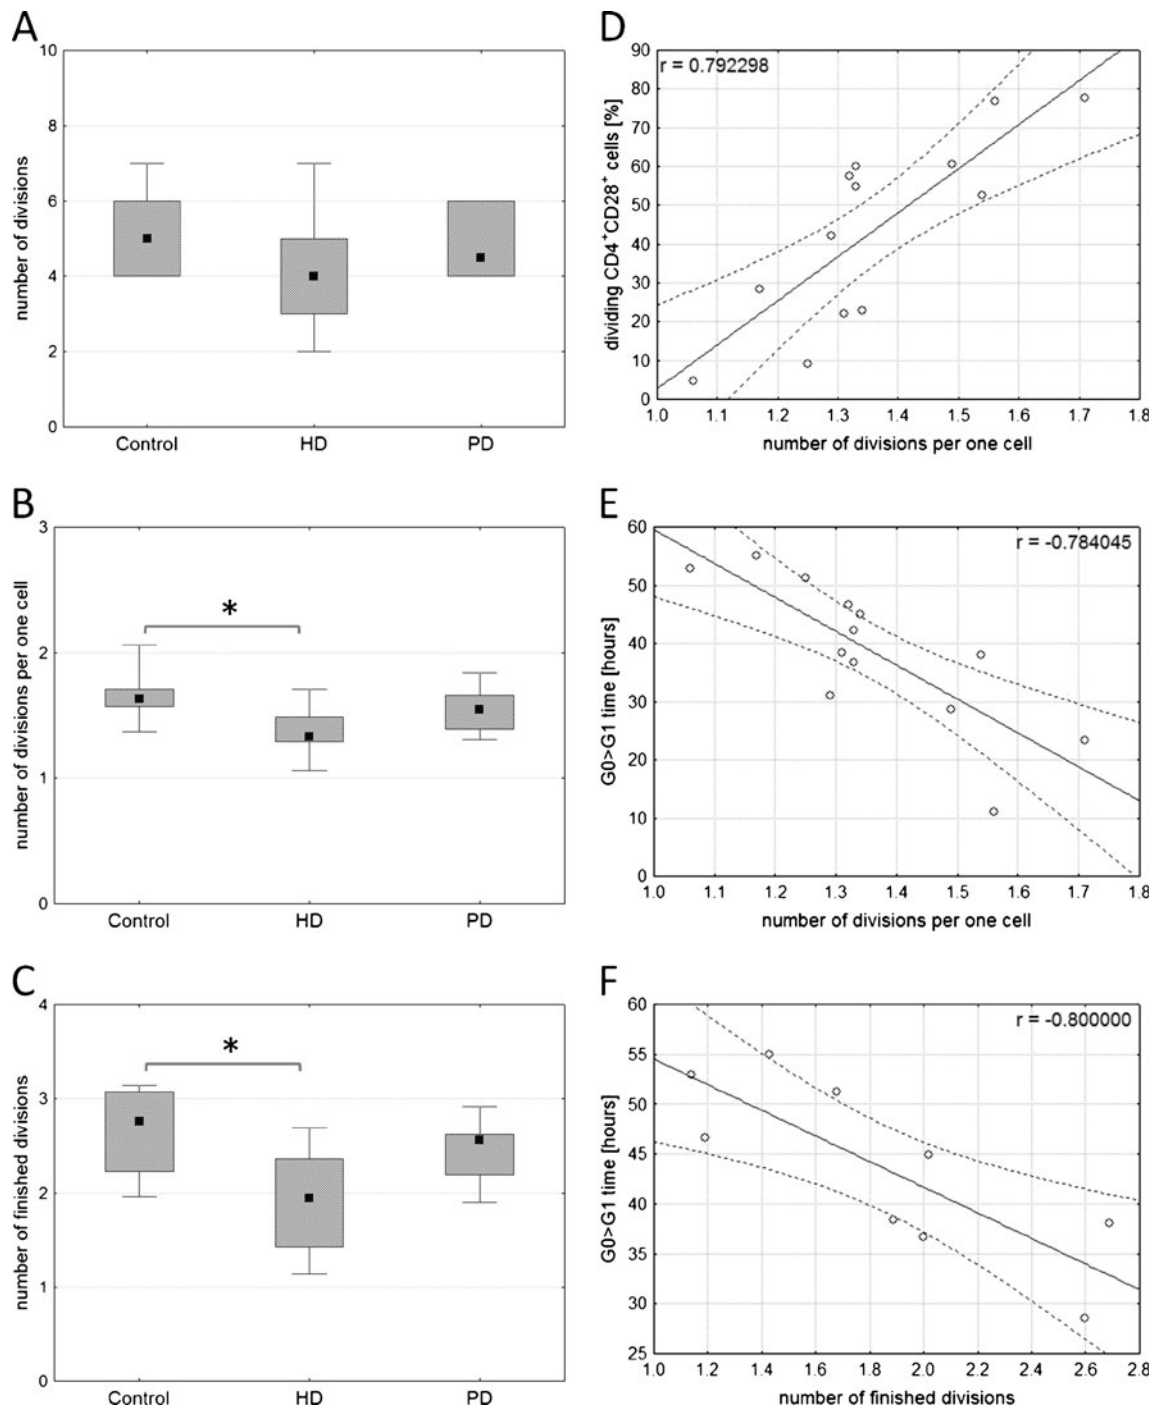 A
10
8
6
4
2
0
number of divisions
Control HD PD
D
r = 0.792298
90
80
70
60
50
40
30
20
10
0
dividing CD4⁺CD28⁺ cells [%]
1.0 1.1 1.2 1.3 1.4 1.5 1.6 1.7 1.8
number of divisions per one cell
B
3
2
1
0
number of divisions per one cell
*
Control HD PD
E
r = -0.784045
60
50
40
30
20
10
0
G0>G1 time [hours]
1.0 1.1 1.2 1.3 1.4 1.5 1.6 1.7 1.8
number of divisions per one cell
C
4
3
2
1
0
number of finished divisions
*
Control HD PD
F
r = -0.800000
60
55
50
45
40
35
30
25
G0>G1 time [hours]
1.0 1.2 1.4 1.6 1.8 2.0 2.2 2.4 2.6 2.8
number of finished divisions